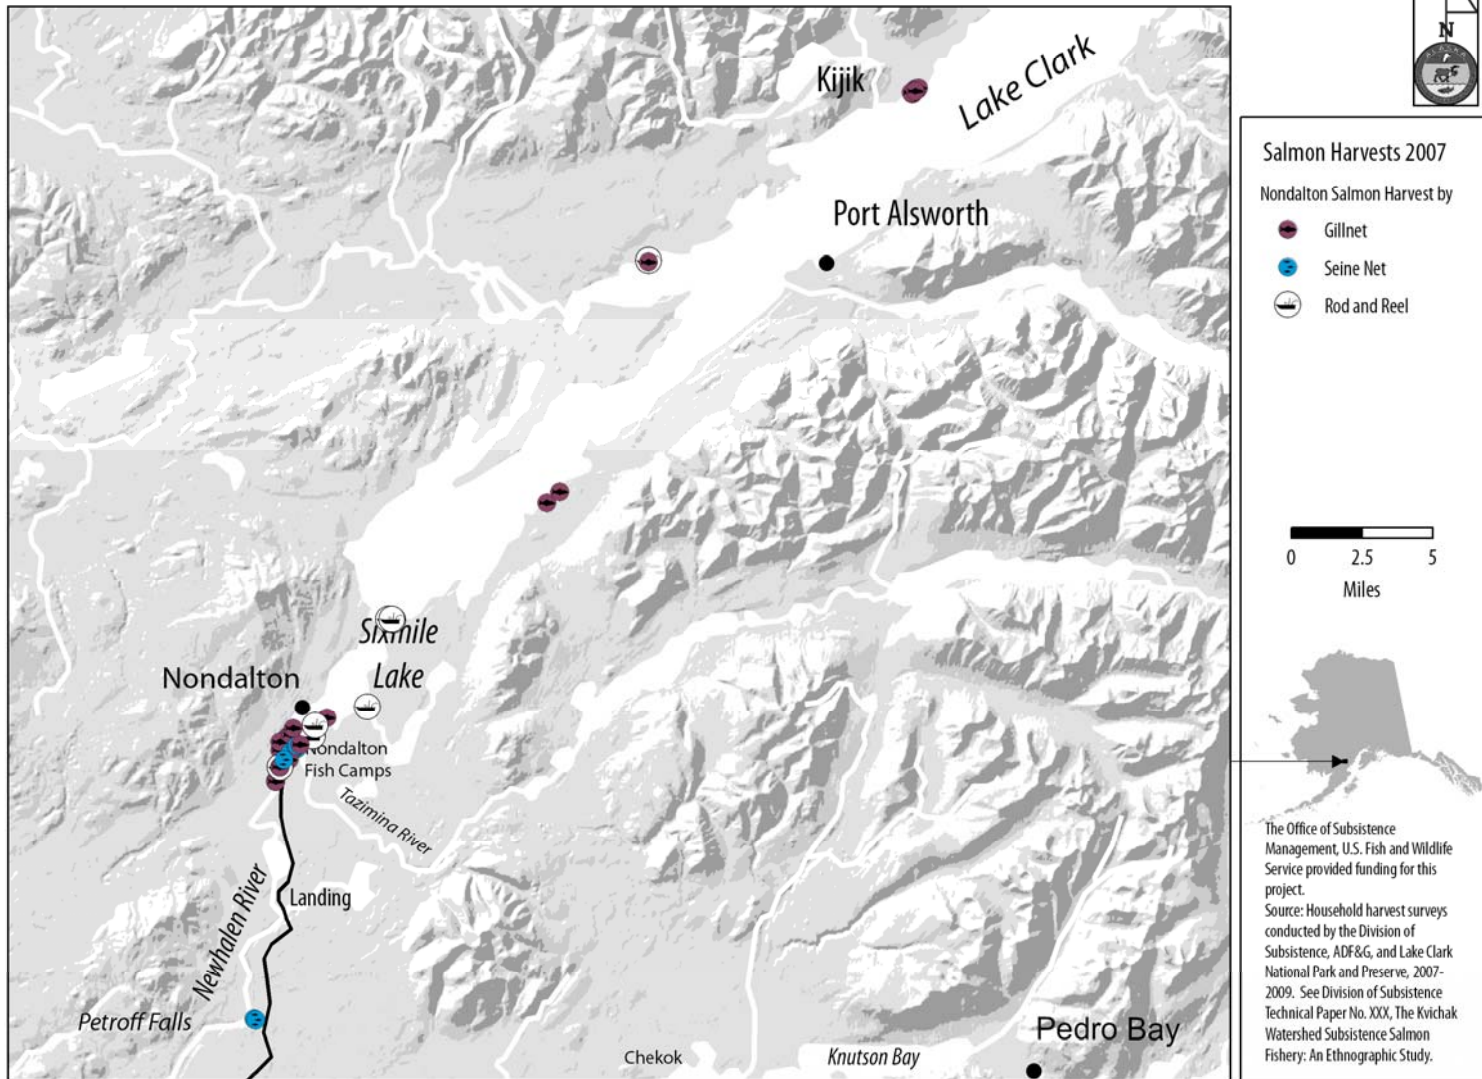 Kijik
Lake Clark
Port Alsworth
Sixmile
Lake
Nondalton
Nondalton
Fish Camps
Tazimina River
Newhalen River
Landing
Petroff Falls
Chekok
Knutson Bay
Pedro Bay
N
Salmon Harvests 2007
Nondalton Salmon Harvest by
Gillnet
Seine Net
Rod and Reel
0 2.5 5
Miles
The Office of Subsistence
Management, U.S. Fish and Wildlife
Service provided funding for this
project.
Source: Household harvest surveys
conducted by the Division of
Subsistence, ADF&G, and Lake Clark
National Park and Preserve, 2007-
2009. See Division of Subsistence
Technical Paper No. XXX, The Kvichak
Watershed Subsistence Salmon
Fishery: An Ethnographic Study.